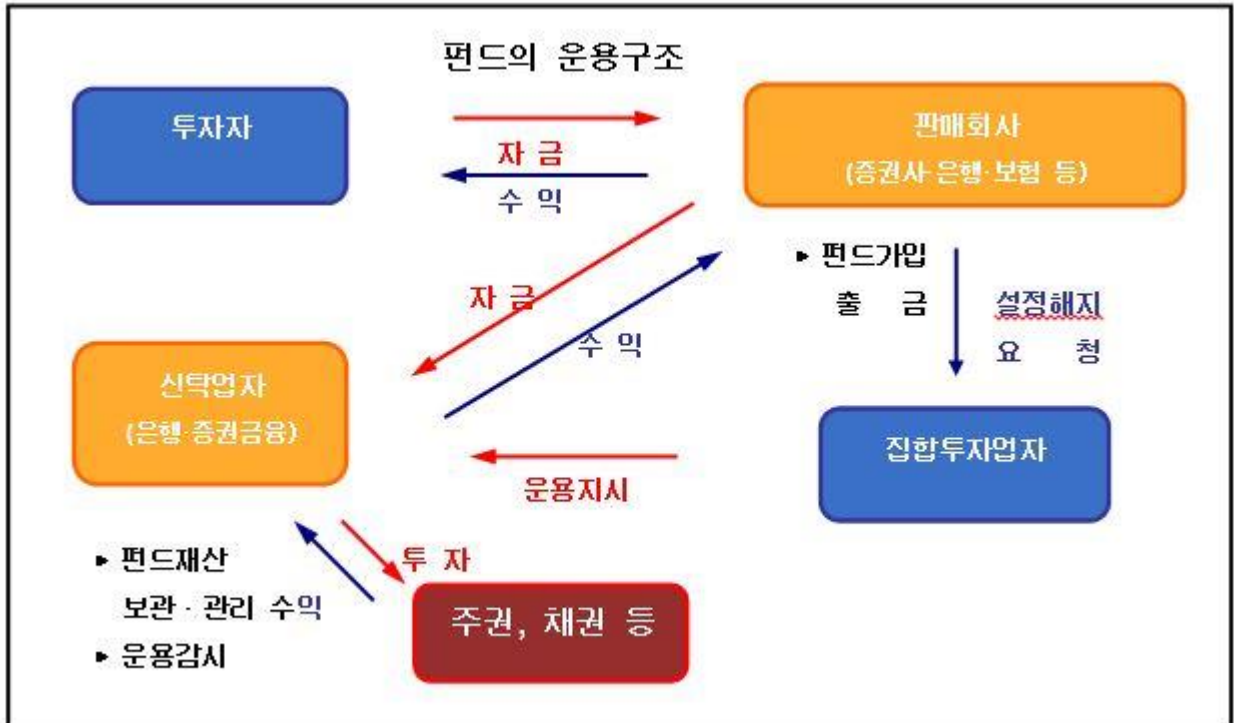 펀드의 운용구조
투자자
판매회사
(증권사·은행·보험 등)
자 금
수 익
▸ 펀드가입
출 금
설정해지
요 청
자 금
수 익
신탁업자
(은행·증권금융)
집합투자업자
운용지시
▸ 펀드재산
보관·관리 수익
▸ 운용감시
투 자
주권, 채권 등